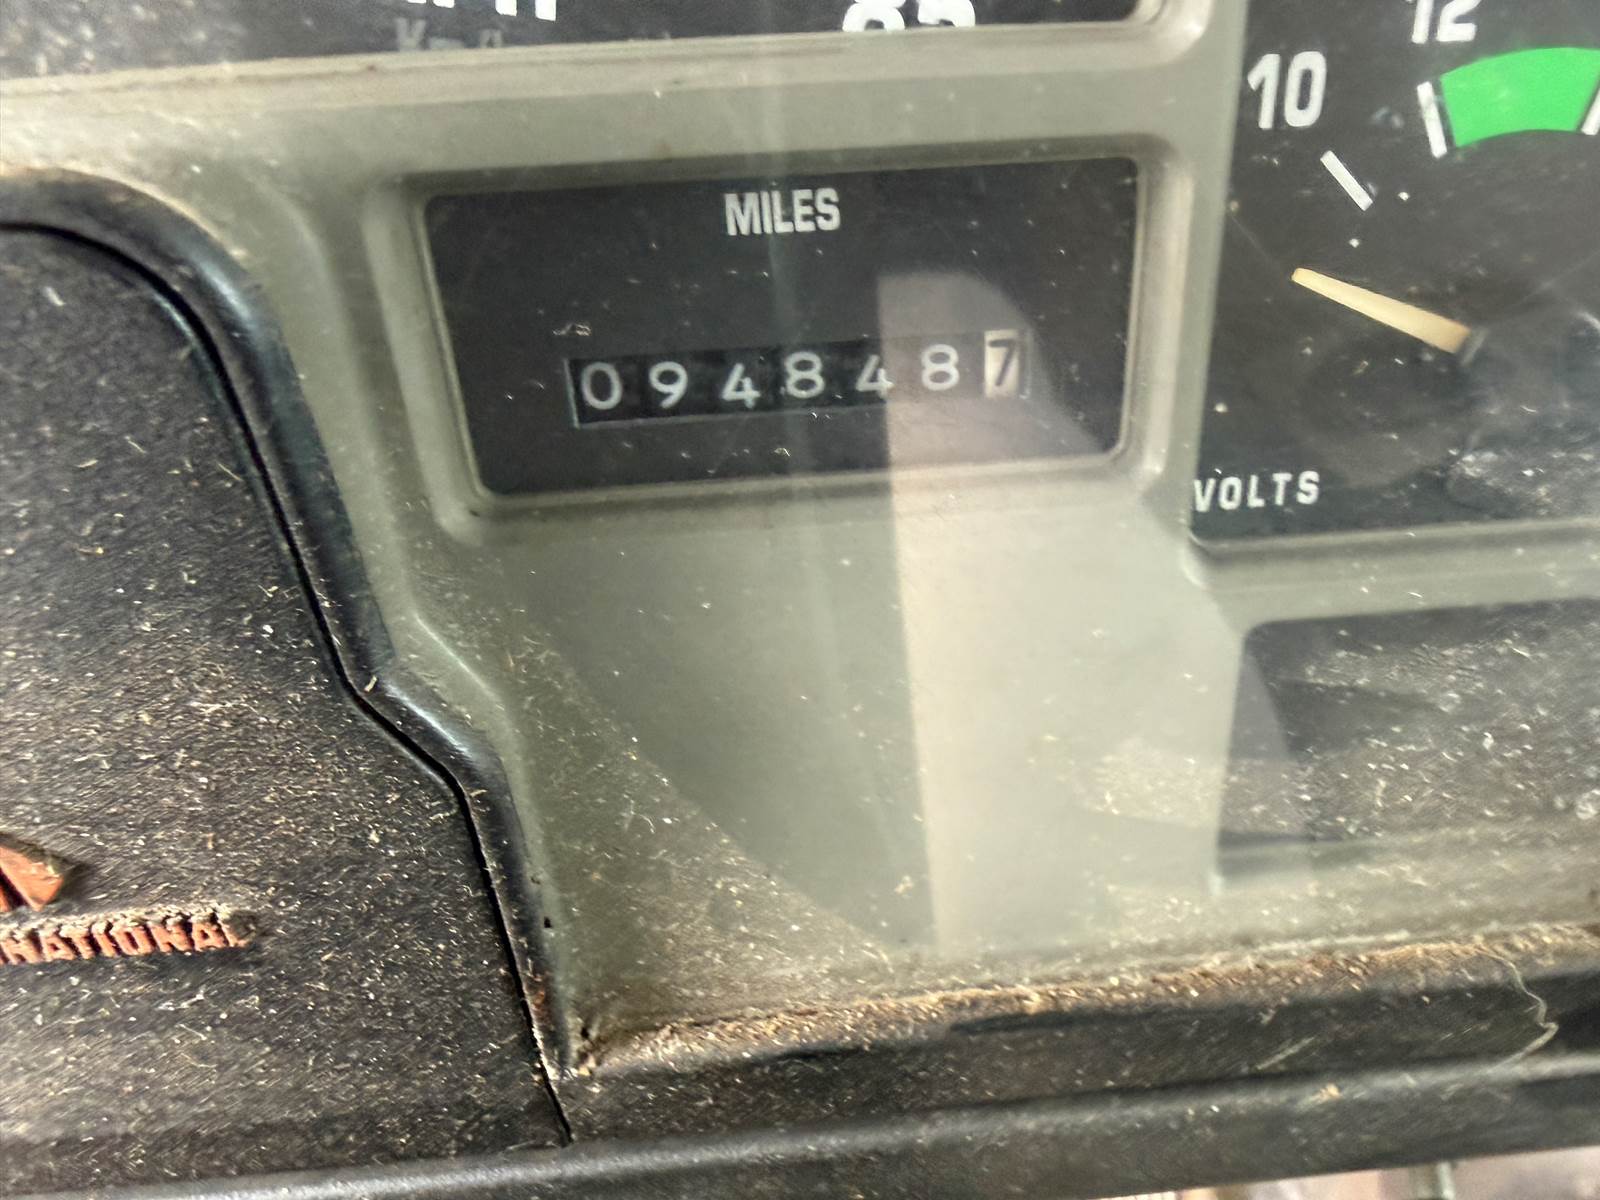 12
10
MILES
0948487
VOLTS
NATIONAL